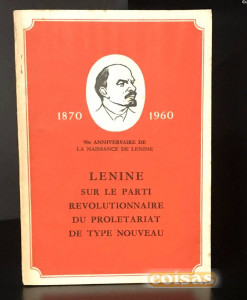 1870 1960
90e ANNIVERSAIRE DE
LA NAISSANCE DE LENINE
LENINE
SUR LE PARTI
REVOLUTIONNAIRE
DU PROLETARIAT
DE TYPE NOUVEAU
coisas